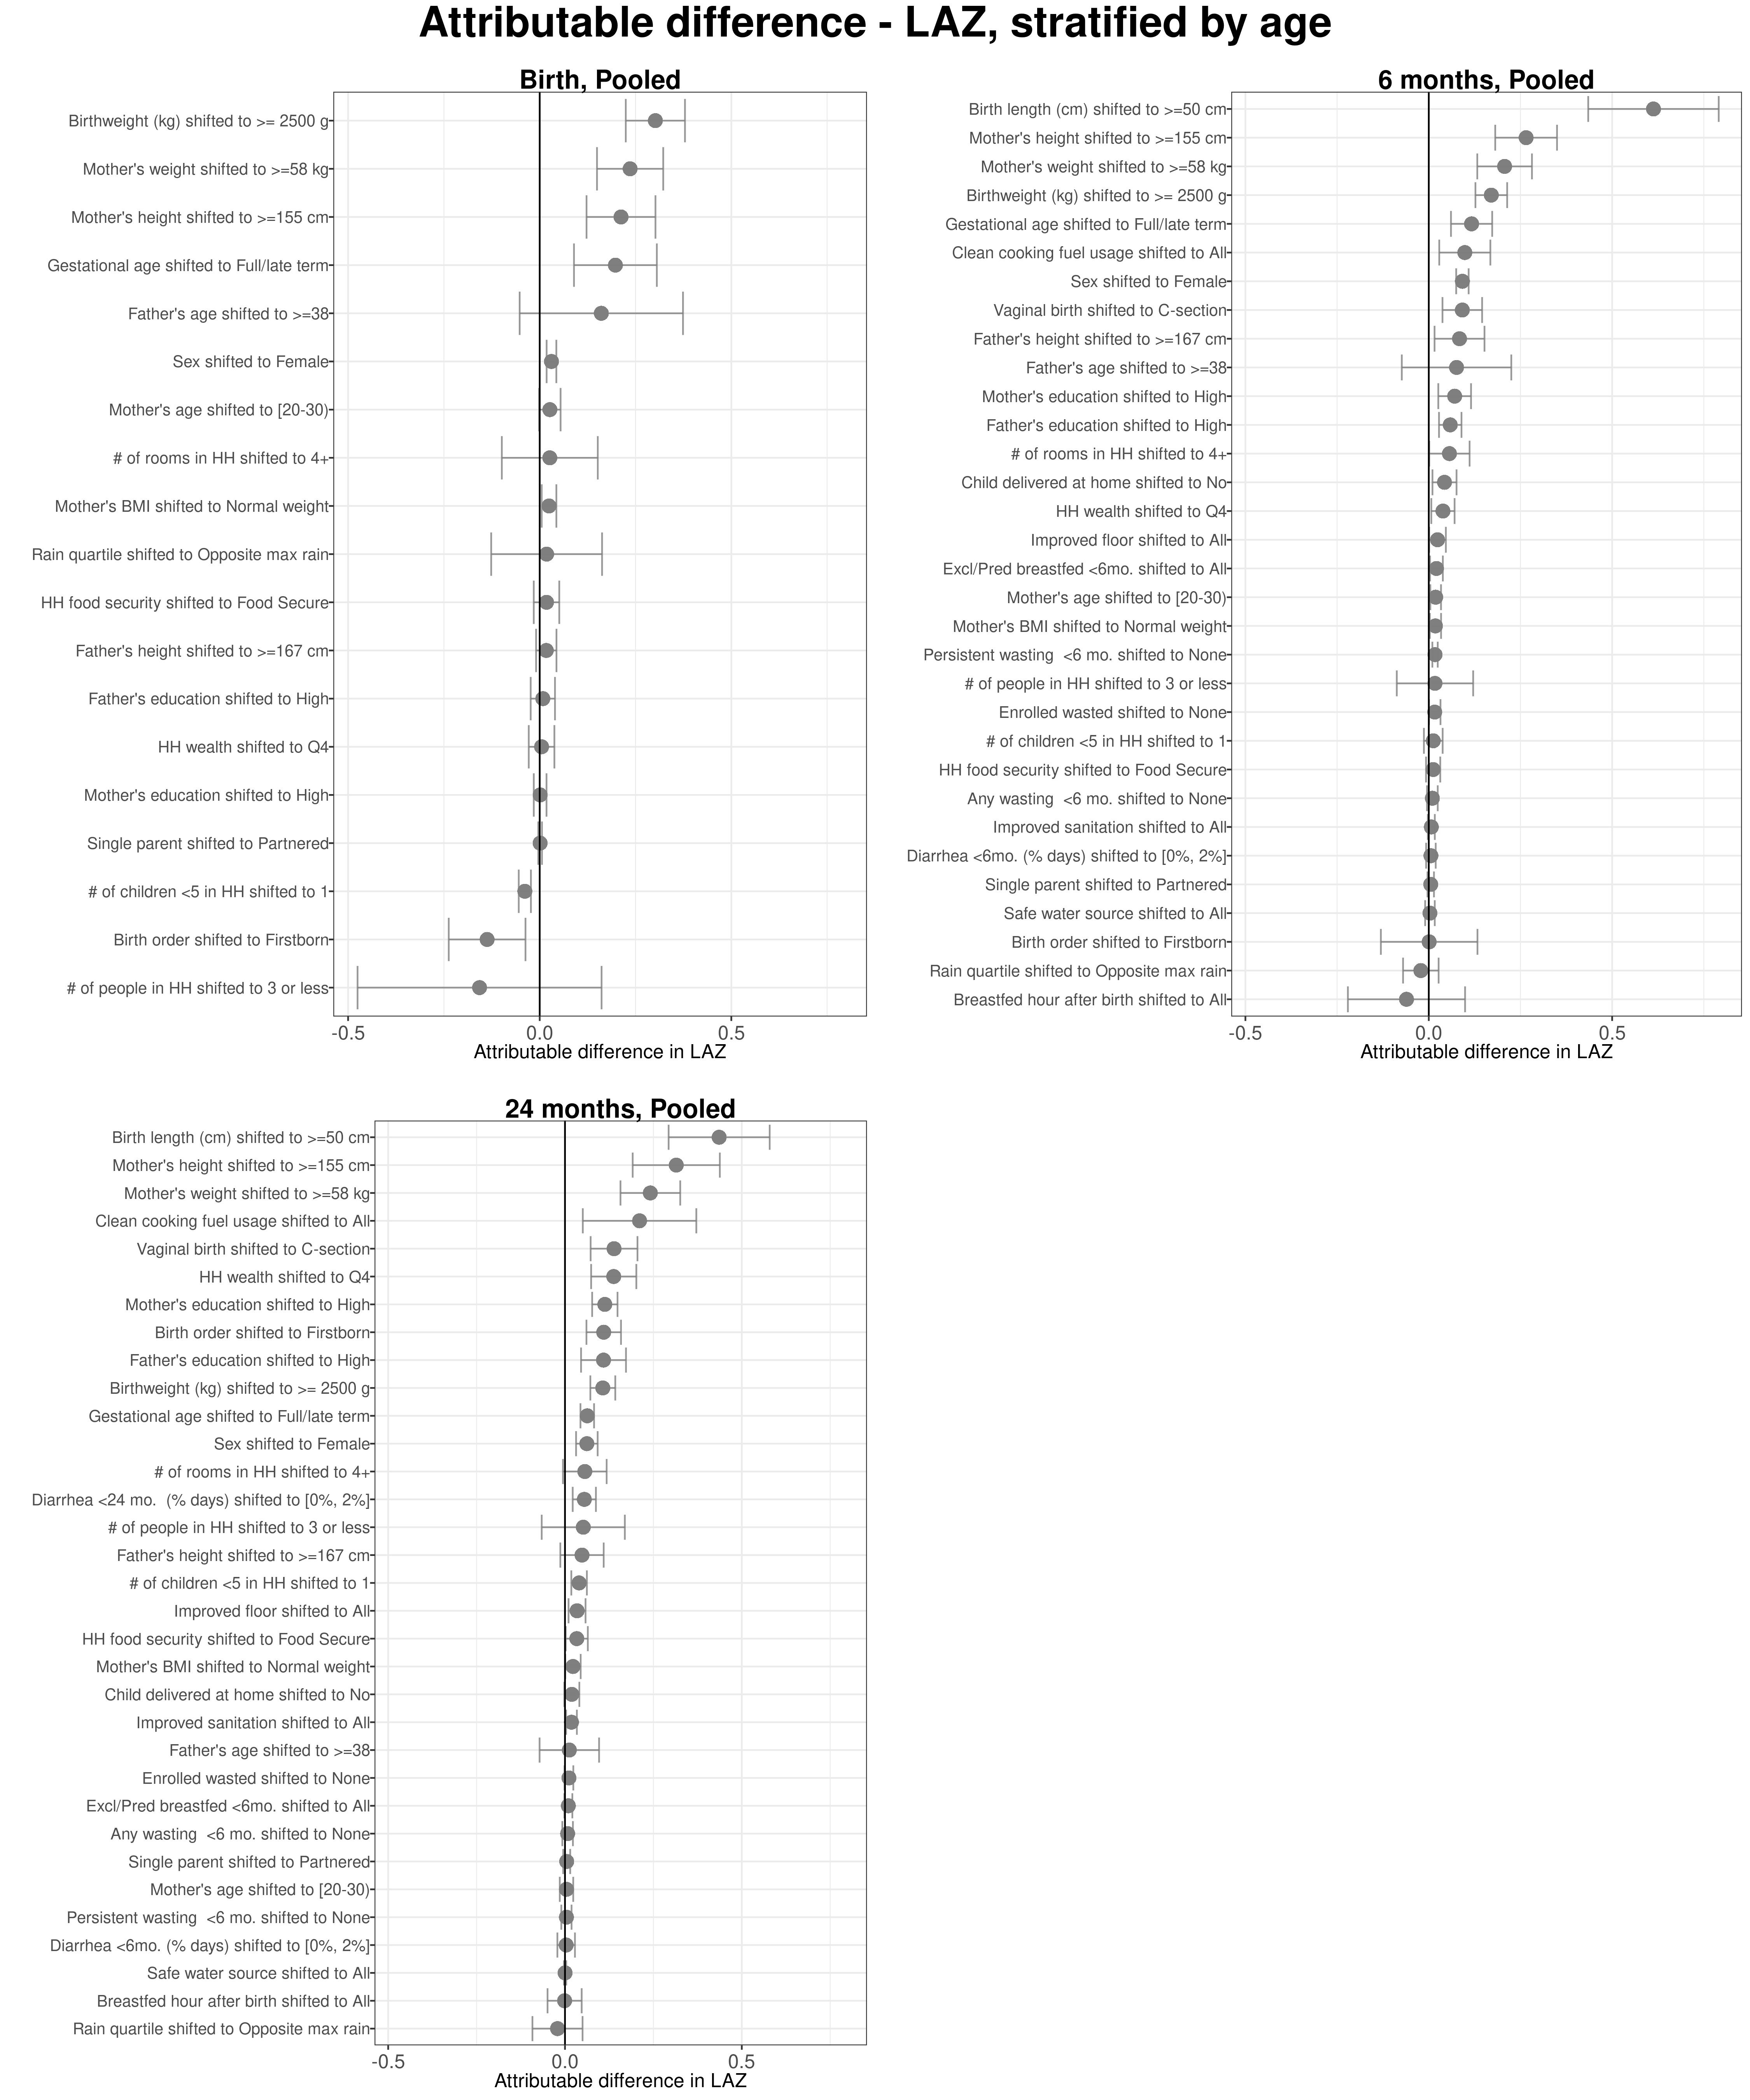 Attributable difference - LAZ, stratified by age
Birth, Pooled
Birthweight (kg) shifted to >= 2500 g
Mother's weight shifted to >=58 kg
Mother's height shifted to >=155 cm
Gestational age shifted to Full/late term
Father's age shifted to >=38
Sex shifted to Female
Mother's age shifted to [20-30)
# of rooms in HH shifted to 4+
Mother's BMI shifted to Normal weight
Rain quartile shifted to Opposite max rain
HH food security shifted to Food Secure
Father's height shifted to >=167 cm
Father's education shifted to High
HH wealth shifted to Q4
Mother's education shifted to High
Single parent shifted to Partnered
# of children <5 in HH shifted to 1
Birth order shifted to Firstborn
# of people in HH shifted to 3 or less
-0.5 0.0 0.5
Attributable difference in LAZ
6 months, Pooled
Birth length (cm) shifted to >=50 cm
Mother's height shifted to >=155 cm
Mother's weight shifted to >=58 kg
Birthweight (kg) shifted to >= 2500 g
Gestational age shifted to Full/late term
Clean cooking fuel usage shifted to All
Sex shifted to Female
Vaginal birth shifted to C-section
Father's height shifted to >=167 cm
Father's age shifted to >=38
Mother's education shifted to High
Father's education shifted to High
# of rooms in HH shifted to 4+
Child delivered at home shifted to No
HH wealth shifted to Q4
Improved floor shifted to All
Excl/Pred breastfed <6mo. shifted to All
Mother's age shifted to [20-30)
Mother's BMI shifted to Normal weight
Persistent wasting  <6 mo. shifted to None
# of people in HH shifted to 3 or less
Enrolled wasted shifted to None
# of children <5 in HH shifted to 1
HH food security shifted to Food Secure
Any wasting  <6 mo. shifted to None
Improved sanitation shifted to All
Diarrhea <6mo. (% days) shifted to [0%, 2%]
Single parent shifted to Partnered
Safe water source shifted to All
Birth order shifted to Firstborn
Rain quartile shifted to Opposite max rain
Breastfed hour after birth shifted to All
-0.5 0.0 0.5
Attributable difference in LAZ
24 months, Pooled
Birth length (cm) shifted to >=50 cm
Mother's height shifted to >=155 cm
Mother's weight shifted to >=58 kg
Clean cooking fuel usage shifted to All
Vaginal birth shifted to C-section
HH wealth shifted to Q4
Mother's education shifted to High
Birth order shifted to Firstborn
Father's education shifted to High
Birthweight (kg) shifted to >= 2500 g
Gestational age shifted to Full/late term
Sex shifted to Female
# of rooms in HH shifted to 4+
Diarrhea <24 mo.  (% days) shifted to [0%, 2%]
# of people in HH shifted to 3 or less
Father's height shifted to >=167 cm
# of children <5 in HH shifted to 1
Improved floor shifted to All
HH food security shifted to Food Secure
Mother's BMI shifted to Normal weight
Child delivered at home shifted to No
Improved sanitation shifted to All
Father's age shifted to >=38
Enrolled wasted shifted to None
Excl/Pred breastfed <6mo. shifted to All
Any wasting  <6 mo. shifted to None
Single parent shifted to Partnered
Mother's age shifted to [20-30)
Persistent wasting  <6 mo. shifted to None
Diarrhea <6mo. (% days) shifted to [0%, 2%]
Safe water source shifted to All
Breastfed hour after birth shifted to All
Rain quartile shifted to Opposite max rain
-0.5 0.0 0.5
Attributable difference in LAZ